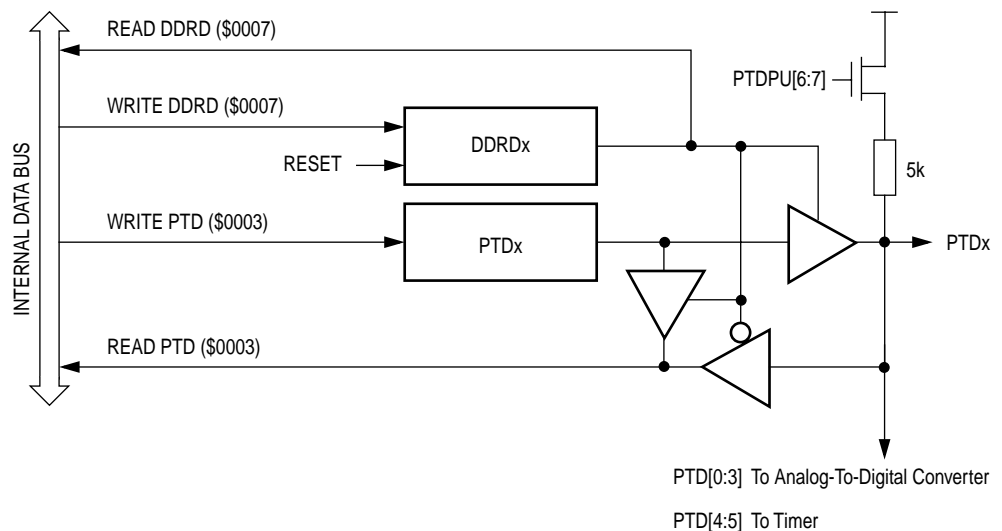 READ DDRD ($0007)
PTDPU[6:7]
WRITE DDRD ($0007)
DDRDx
RESET
5k
INTERNAL DATA BUS
WRITE PTD ($0003)
PTDx
PTDx
READ PTD ($0003)
PTD[0:3] To Analog-To-Digital Converter
PTD[4:5] To Timer